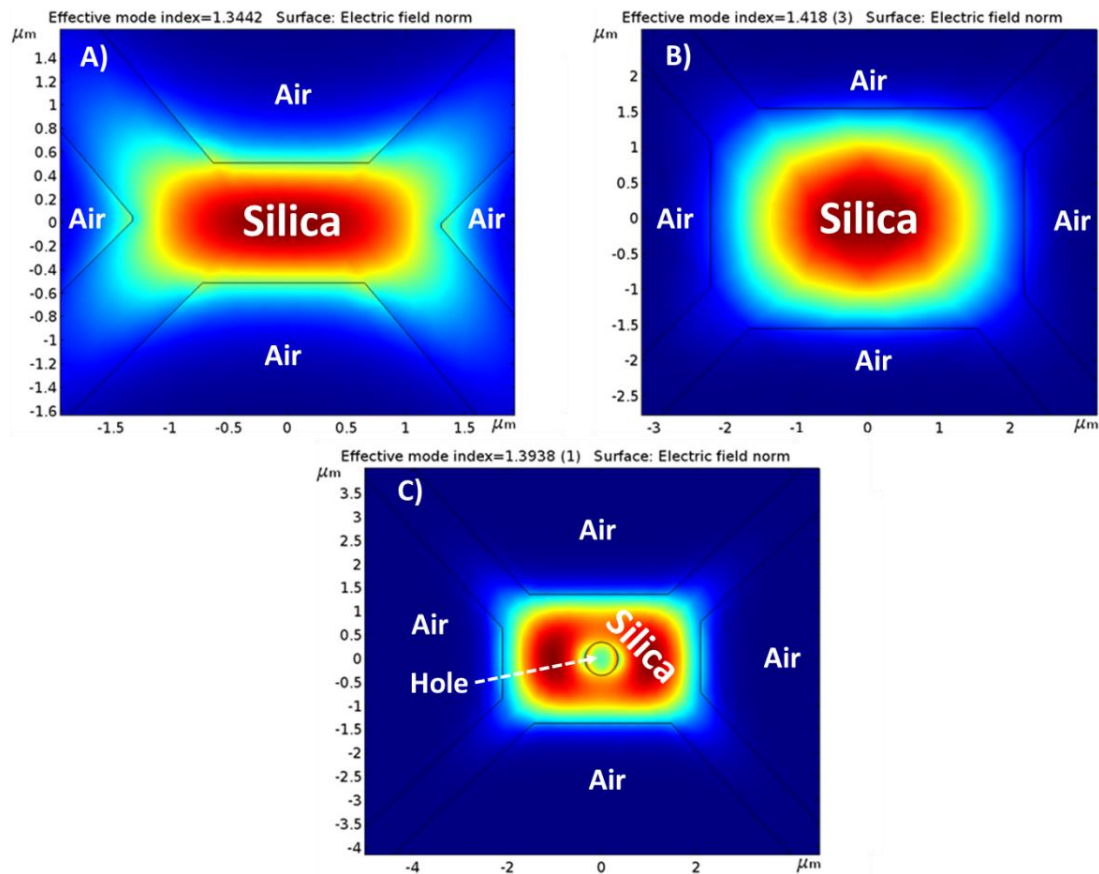 Effective mode index=1.3442 Surface: Electric field norm
μm
A)
Air
Air
Silica
Air
Air
1.4
1.2
1
0.8
0.6
0.4
0.2
0
-0.2
-0.4
-0.6
-0.8
-1
-1.2
-1.4
-1.6
-1.5 -1 -0.5 0 0.5 1 1.5 μm
Effective mode index=1.418 (3) Surface: Electric field norm
μm
B)
Air
Air
Silica
Air
Air
2
1.5
1
0.5
0
-0.5
-1
-1.5
-2
-2.5
-3 -2 -1 0 1 2 μm
Effective mode index=1.3938 (1) Surface: Electric field norm
μm
C)
Air
Air
Silica
Air
Hole
Air
3.5
3
2.5
2
1.5
1
0.5
0
-0.5
-1
-1.5
-2
-2.5
-3
-3.5
-4
-4 -2 0 2 μm